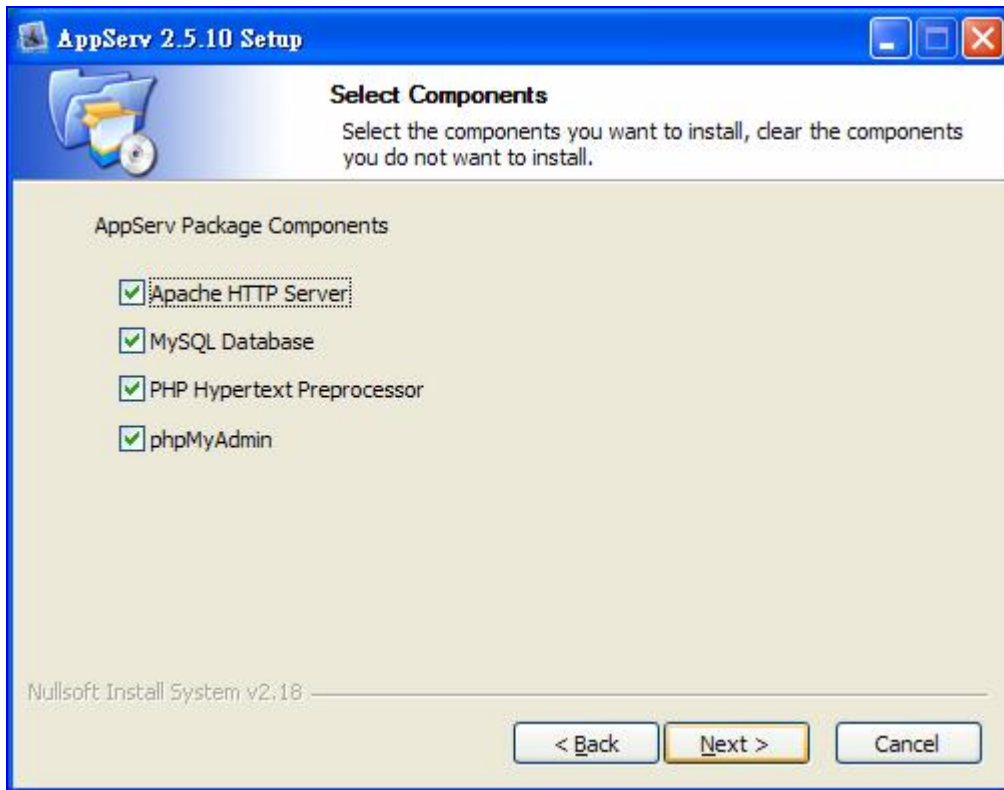 AppServ 2.5.10 Setup
Select Components
Select the components you want to install, clear the components
you do not want to install.
AppServ Package Components
Apache HTTP Server
MySQL Database
PHP Hypertext Preprocessor
phpMyAdmin
Nullsoft Install System v2.18
< Back Next > Cancel